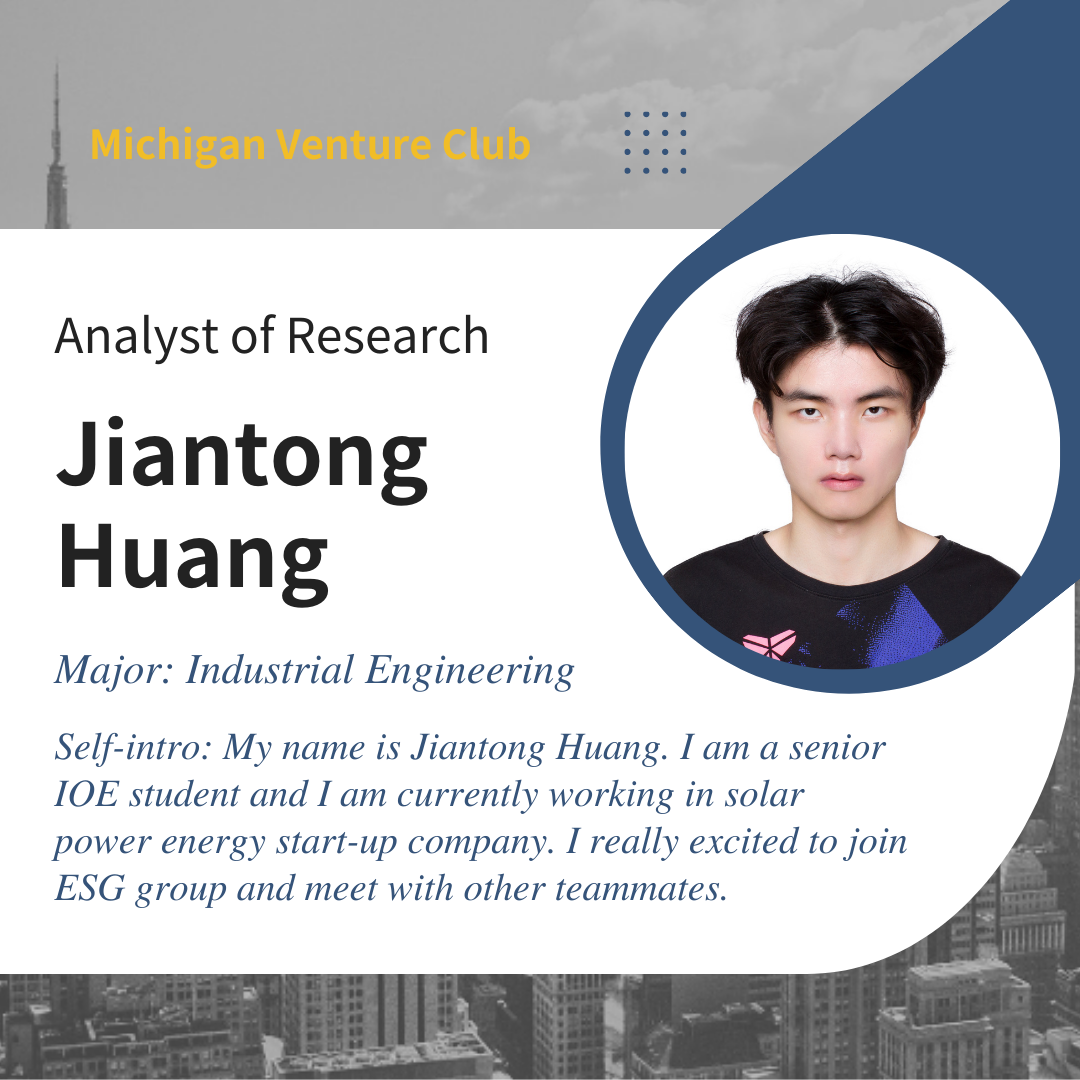 Michigan Venture Club
Analyst of Research
Jiantong
Huang
Major: Industrial Engineering
Self-intro: My name is Jiantong Huang. I am a senior
IOE student and I am currently working in solar
power energy start-up company. I really excited to join
ESG group and meet with other teammates.